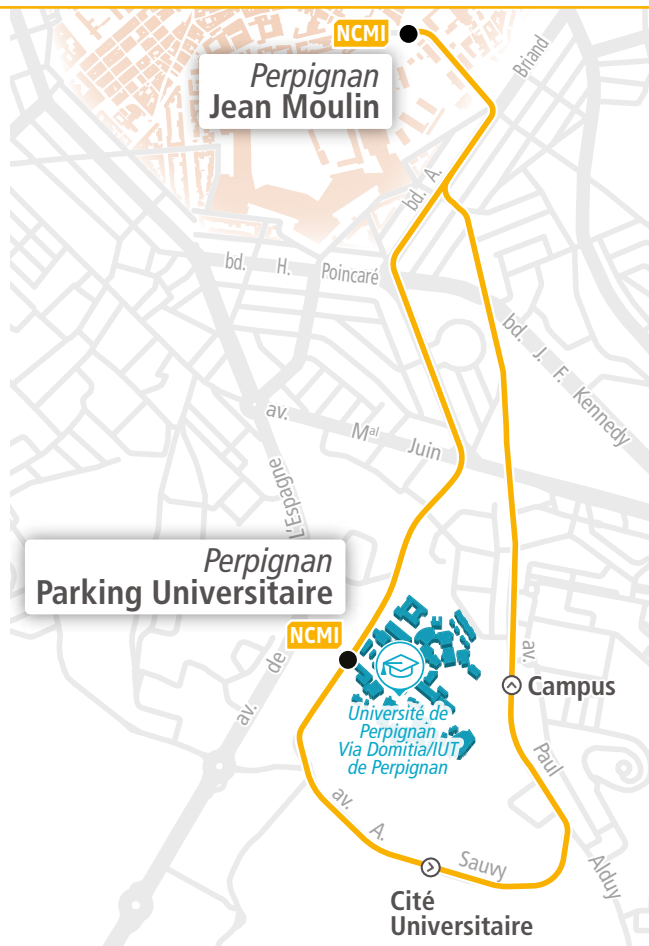 NCMI
Perpignan
Jean Moulin
bd. A. Briand
bd. H. Poincaré
bd. J. F. Kennedy
av. Mal Juin
av. de L'Espagne
Perpignan
Parking Universitaire
NCMI
Université de
Perpignan
Via Domitia/IUT
de Perpignan
Campus
av. Paul Alduy
av. A. Sauvy
Cité
Universitaire